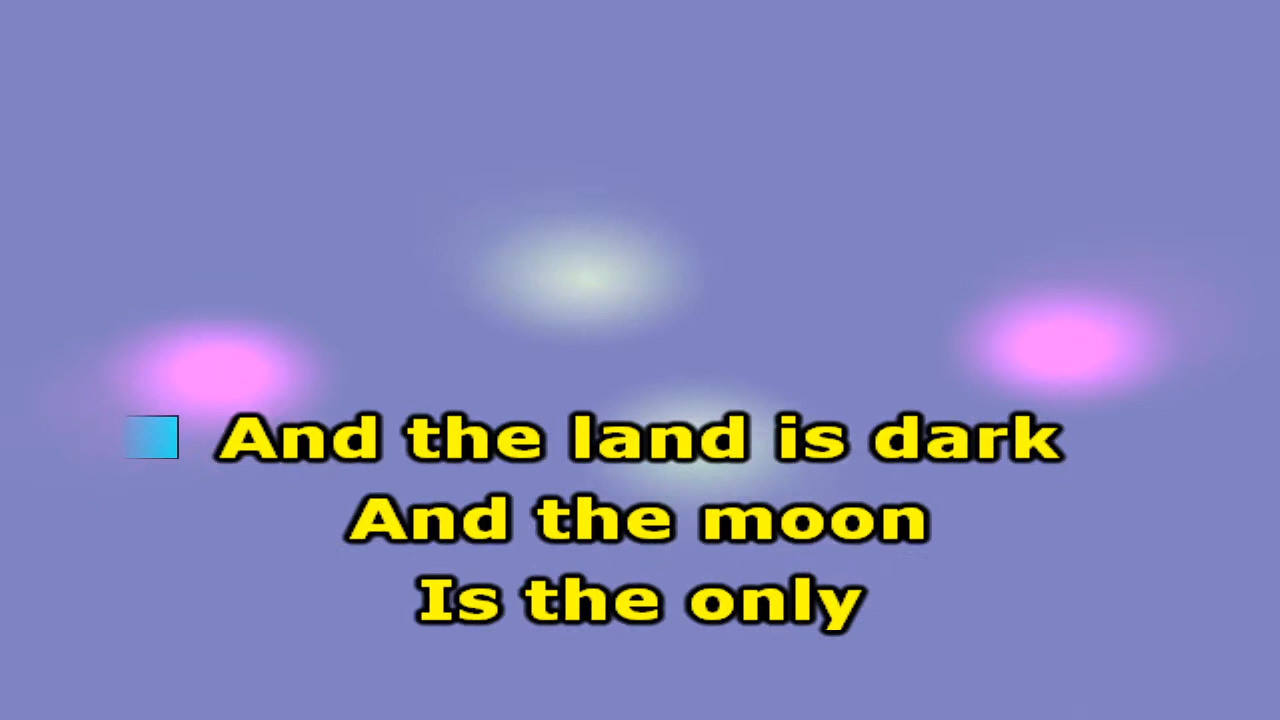 And the land is dark
And the moon
Is the only